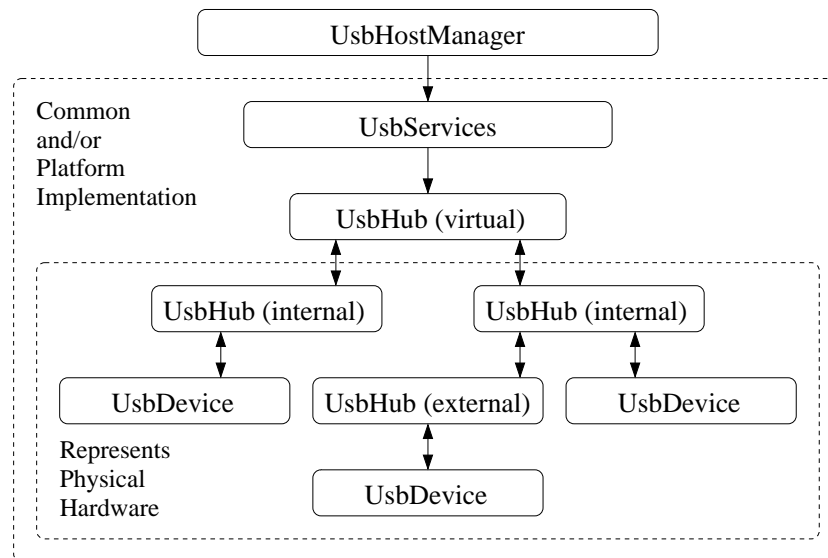 UsbHostManager
Common
and/or
Platform
Implementation
UsbServices
UsbHub (virtual)
UsbHub (internal)
UsbHub (internal)
UsbDevice
UsbHub (external)
UsbDevice
Represents
Physical
Hardware
UsbDevice